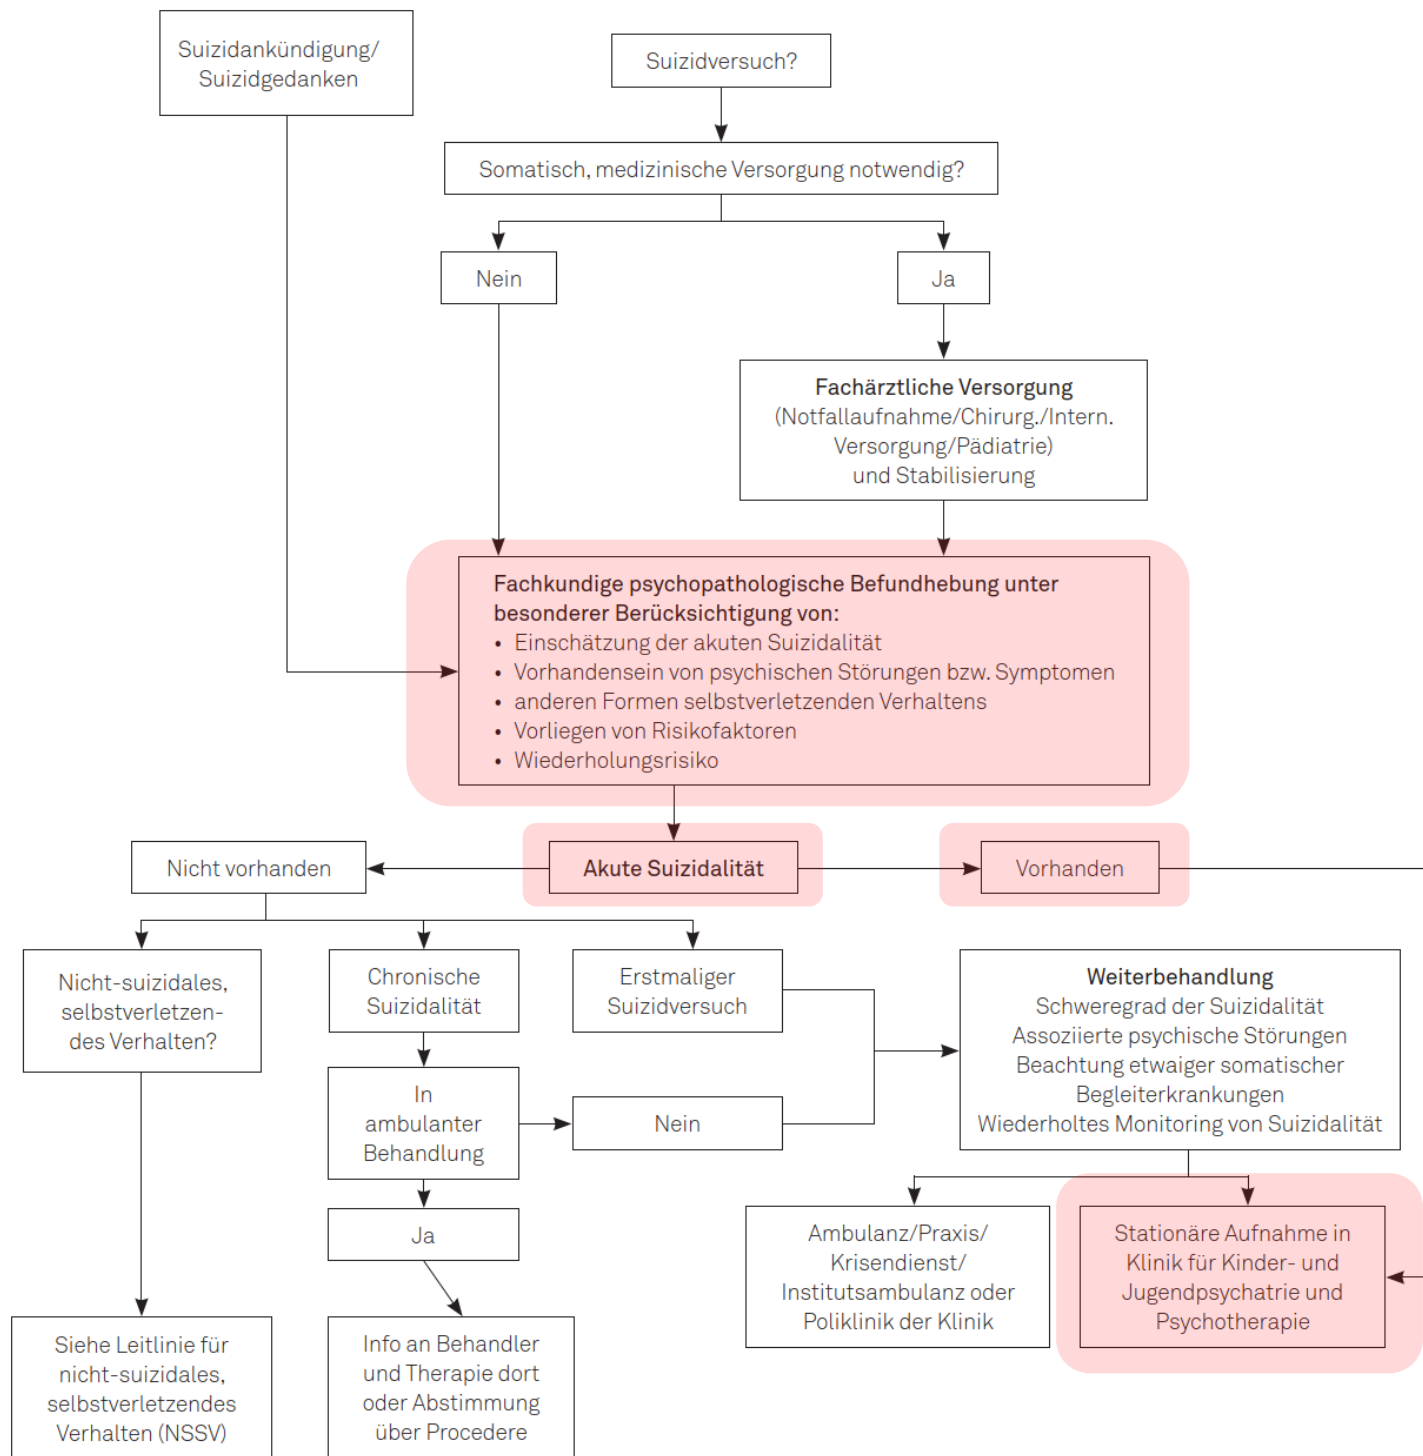 Suizidankündigung/
Suizidgedanken
Suizidversuch?
Somatisch, medizinische Versorgung notwendig?
Nein
Ja
Fachärztliche Versorgung
(Notfallaufnahme/Chirurg./Intern.
Versorgung/Pädiatrie)
und Stabilisierung
Fachkundige psychopathologische Befundhebung unter
besonderer Berücksichtigung von:
• Einschätzung der akuten Suizidalität
• Vorhandensein von psychischen Störungen bzw. Symptomen
• anderen Formen selbstverletzenden Verhaltens
• Vorliegen von Risikofaktoren
• Wiederholungsrisiko
Nicht vorhanden
Akute Suizidalität
Vorhanden
Nicht-suizidales,
selbstverletzen-
des Verhalten?
Chronische
Suizidalität
Erstmaliger
Suizidversuch
Weiterbehandlung
Schweregrad der Suizidalität
Assoziierte psychische Störungen
Beachtung etwaiger somatischer
Begleiterkrankungen
Wiederholtes Monitoring von Suizidalität
In
ambulanter
Behandlung
Nein
Ja
Ambulanz/Praxis/
Krisendienst/
Institutsambulanz oder
Poliklinik der Klinik
Stationäre Aufnahme in
Klinik für Kinder- und
Jugendpsychatrie und
Psychotherapie
Siehe Leitlinie für
nicht-suizidales,
selbstverletzendes
Verhalten (NSSV)
Info an Behandler
und Therapie dort
oder Abstimmung
über Procedere